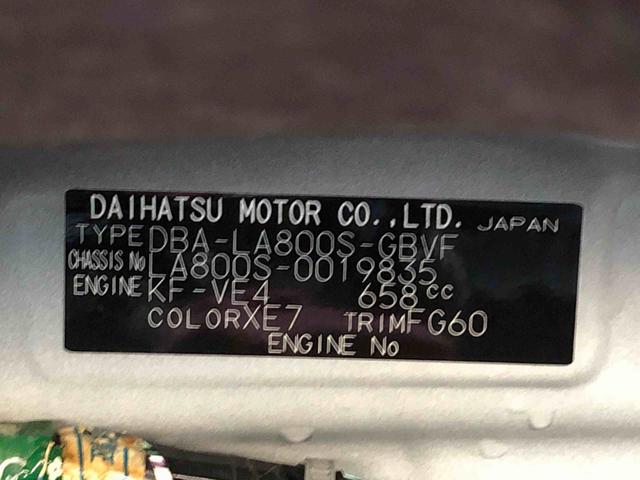 DAIHATSU MOTOR CO.,LTD. JAPAN
TYPE DBA-LA800S-GBVF
CHASSIS No LA800S-0019835
ENGINE KF-VE4 658cc
COLOR XE7 TRIM FG60
ENGINE No